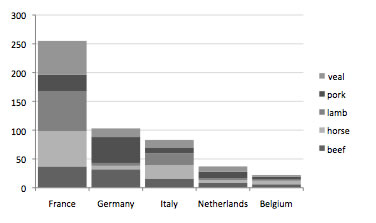 300
250
200
150
100
50
0
France Germany Italy Netherlands Belgium
veal
pork
lamb
horse
beef